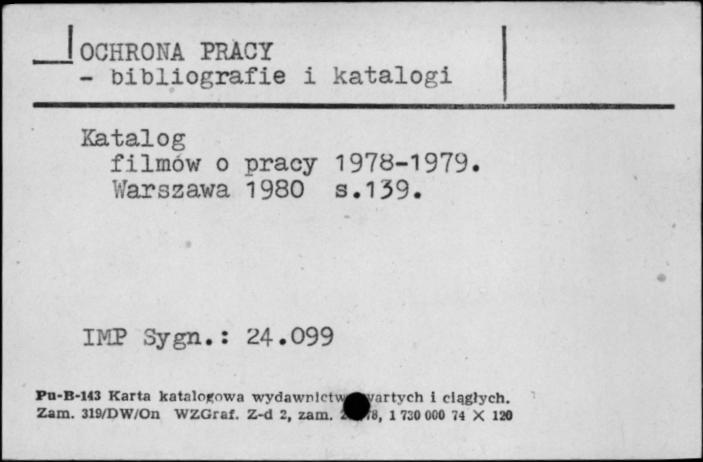 OCHRONA PRACY
- bibliografie i katalogi
Katalog
filmów o pracy 1978-1979.
Warszawa 1980 s.139.
IMP Sygn.: 24.099
Pu-B-143 Karta katalogowa wydawnictw i ciągłych.
Zam. 319/DW/On WZGraf. Z-d 2, zam. 1 730 000 74 X 120